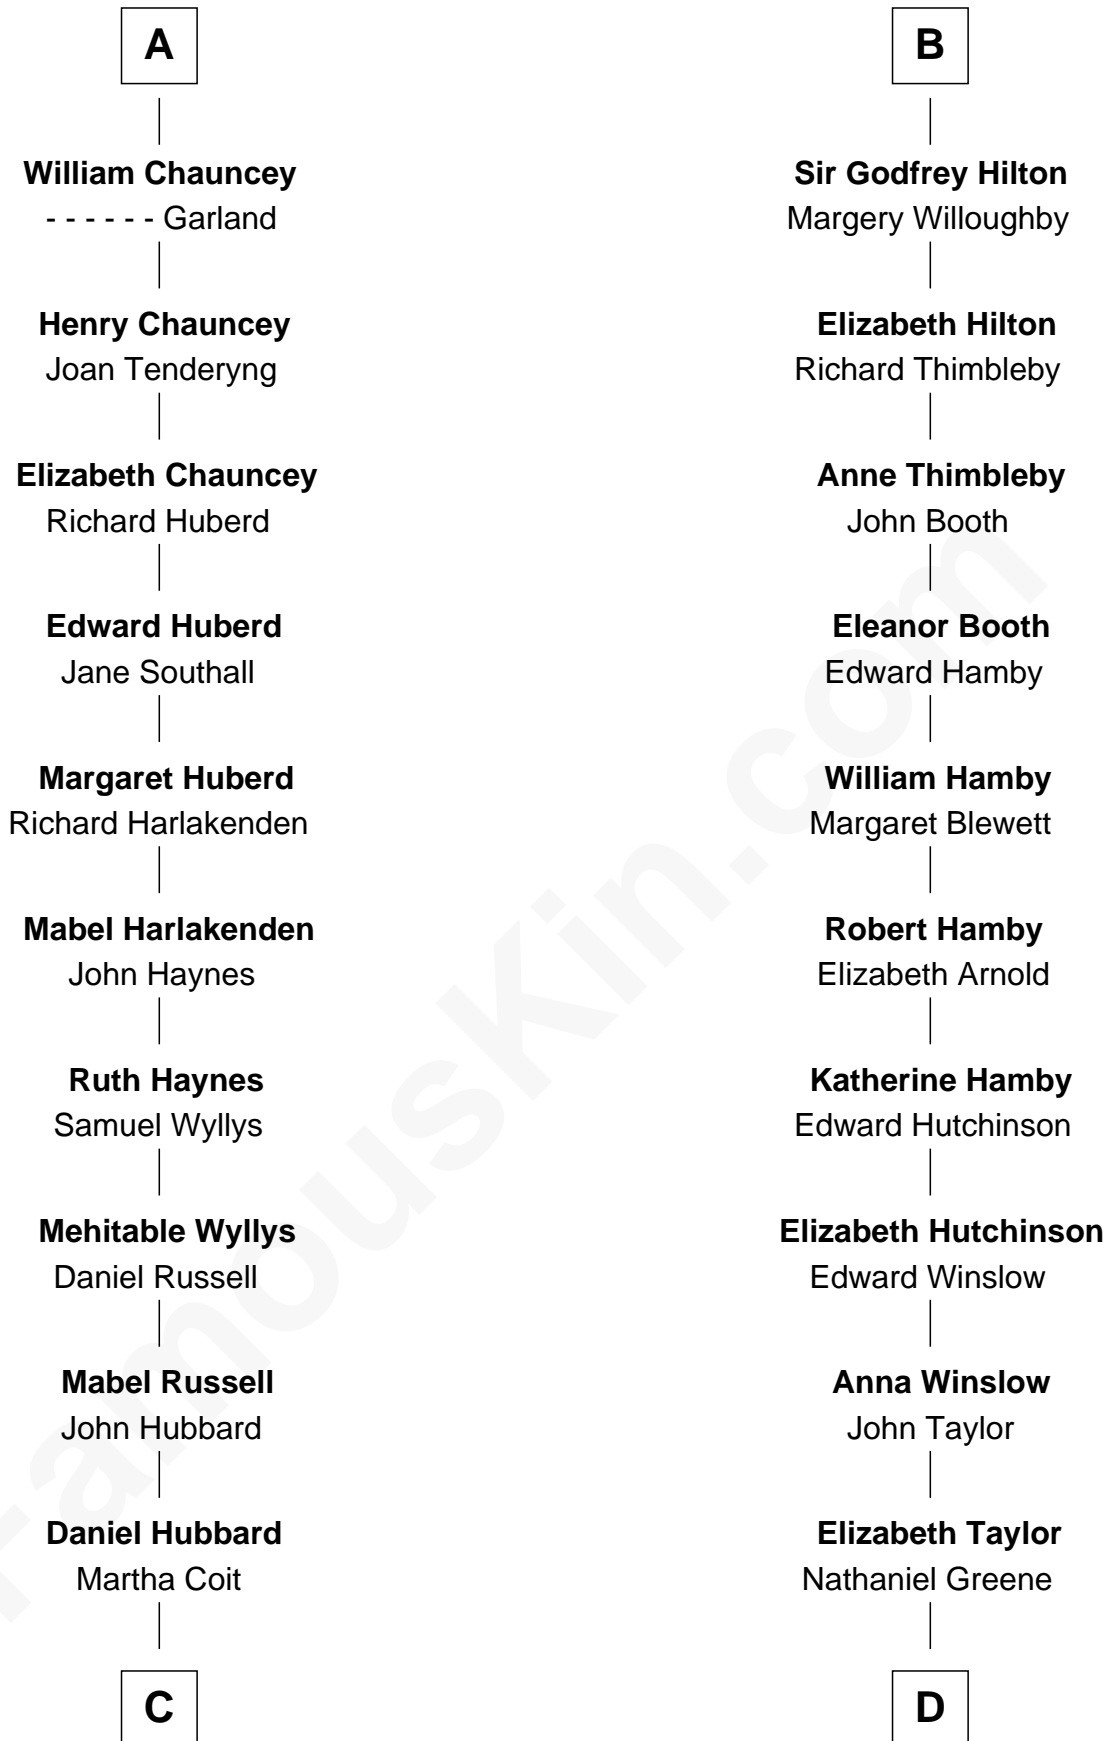 A
William Chauncey
- - - - - - Garland
Henry Chauncey
Joan Tenderyng
Elizabeth Chauncey
Richard Huberd
Edward Huberd
Jane Southall
Margaret Huberd
Richard Harlakenden
Mabel Harlakenden
John Haynes
Ruth Haynes
Samuel Wyllys
Mehitable Wyllys
Daniel Russell
Mabel Russell
John Hubbard
Daniel Hubbard
Martha Coit
C
B
Sir Godfrey Hilton
Margery Willoughby
Elizabeth Hilton
Richard Thimbleby
Anne Thimbleby
John Booth
Eleanor Booth
Edward Hamby
William Hamby
Margaret Blewett
Robert Hamby
Elizabeth Arnold
Katherine Hamby
Edward Hutchinson
Elizabeth Hutchinson
Edward Winslow
Anna Winslow
John Taylor
Elizabeth Taylor
Nathaniel Greene
D
FamousKin.com